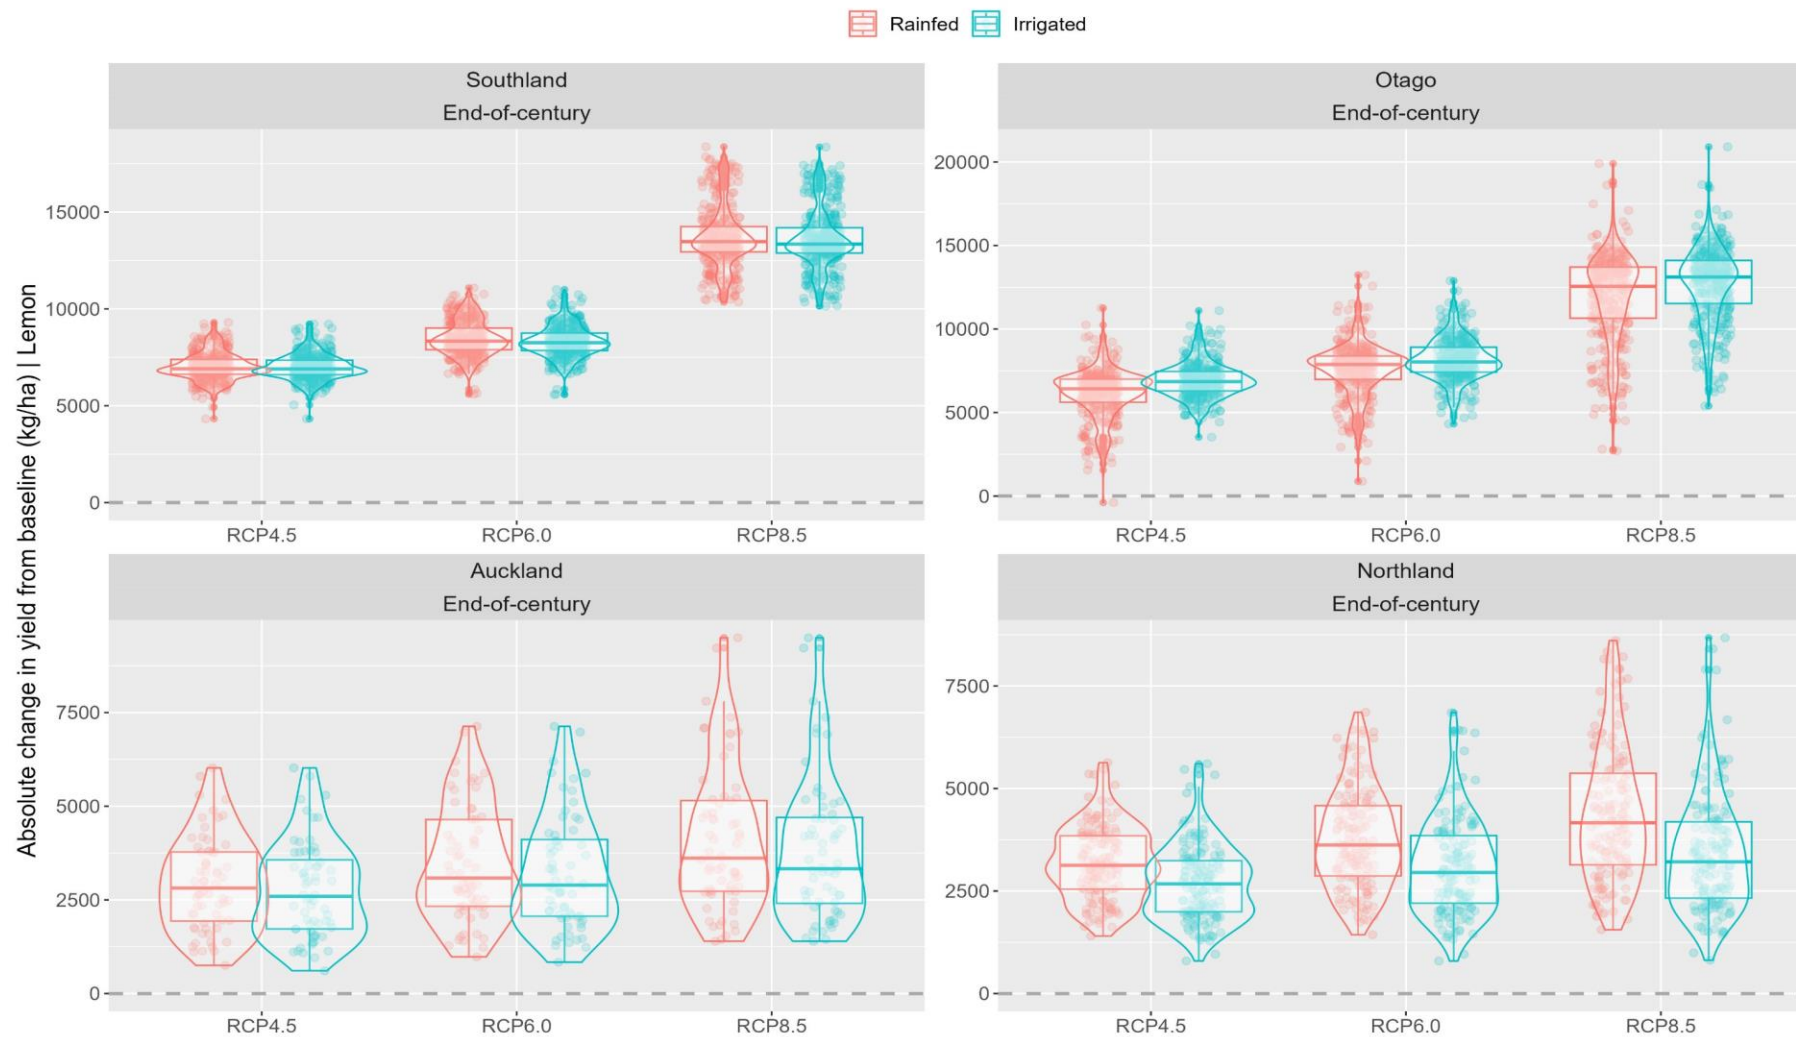 Rainfed Irrigated
Absolute change in yield from baseline (kg/ha) | Lemon
Southland
End-of-century
15000
10000
5000
0
RCP4.5 RCP6.0 RCP8.5
Otago
End-of-century
20000
15000
10000
5000
0
RCP4.5 RCP6.0 RCP8.5
Auckland
End-of-century
7500
5000
2500
0
RCP4.5 RCP6.0 RCP8.5
Northland
End-of-century
7500
5000
2500
0
RCP4.5 RCP6.0 RCP8.5